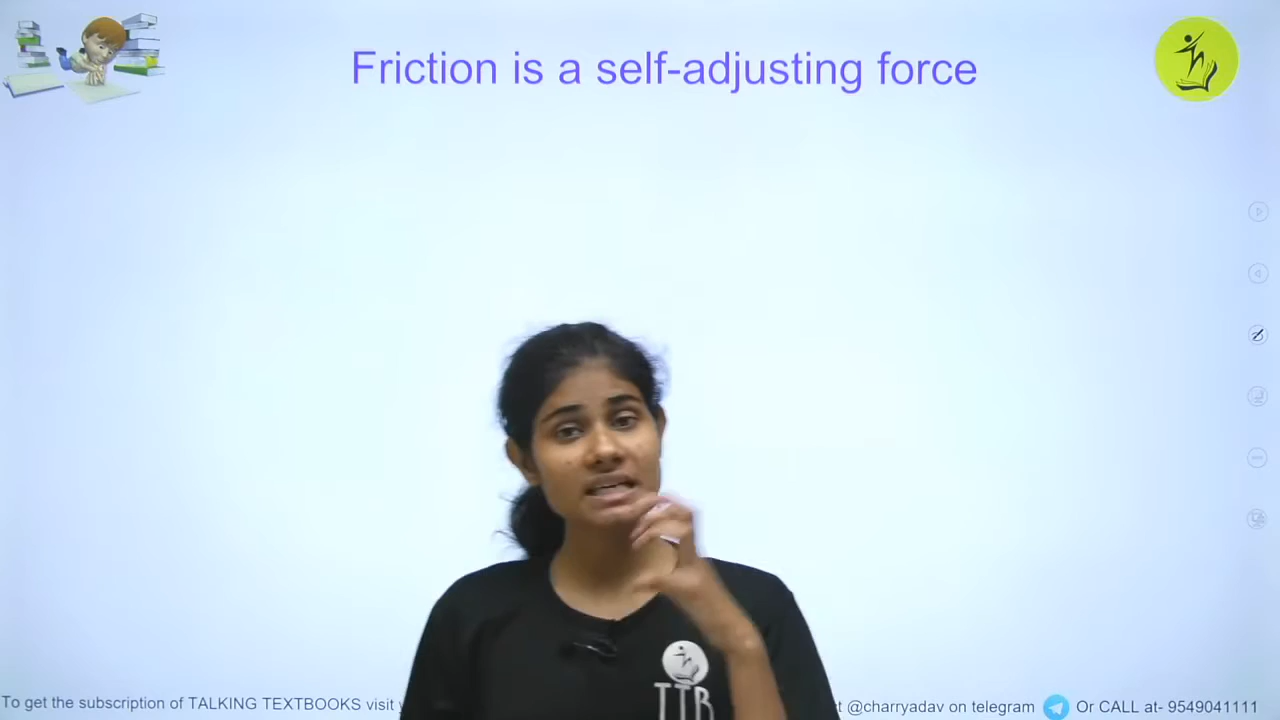 Friction is a self-adjusting force
TTB
To get the subscription of TALKING TEXTBOOKS visit
@charryadav on telegram Or CALL at- 9549041111